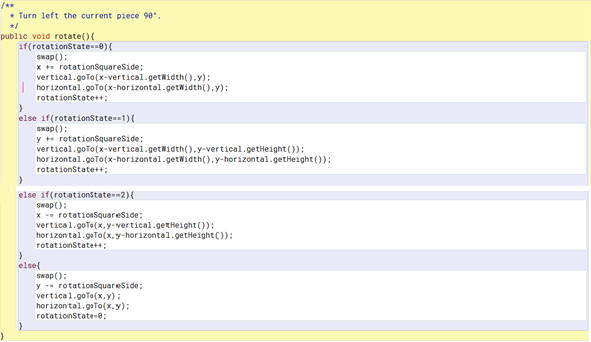 /**
 * Turn left the current piece 90°.
 */
public void rotate(){
if(rotationState==0){
swap();
x += rotationSquareSide;
vertical.goTo(x-vertical.getWidth(),y);
horizontal.goTo(x-horizontal.getWidth(),y);
rotationState++;
}
else if(rotationState==1){
swap();
y += rotationSquareSide;
vertical.goTo(x-vertical.getWidth(),y-vertical.getHeight());
horizontal.goTo(x-horizontal.getWidth(),y-horizontal.getHeight());
rotationState++;
}
else if(rotationState==2){
swap();
x -= rotationSquareSide;
vertical.goTo(x,y-vertical.getHeight());
horizontal.goTo(x,y-horizontal.getHeight());
rotationState++;
}
else{
swap();
y -= rotationSquareSide;
vertical.goTo(x,y);
horizontal.goTo(x,y);
rotationState=0;
}
}